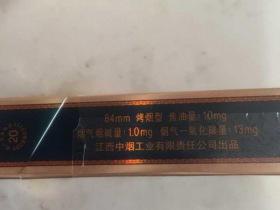 20
84mm 烤烟型 焦油量：10mg
烟气烟碱量：1.0mg 烟气一氧化碳量：13mg
江西中烟工业有限责任公司出品